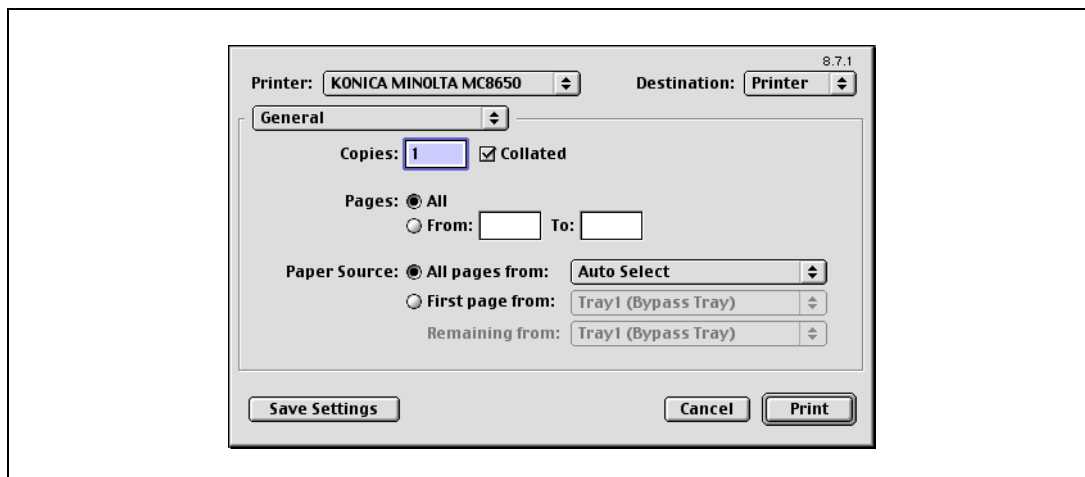 8.7.1
Printer: KONICA MINOLTA MC8650 Destination: Printer
General
Copies: 1 Collated
Pages: All
From: To:
Paper Source: All pages from: Auto Select
First page from: Tray1 (Bypass Tray)
Remaining from: Tray1 (Bypass Tray)
Save Settings Cancel Print